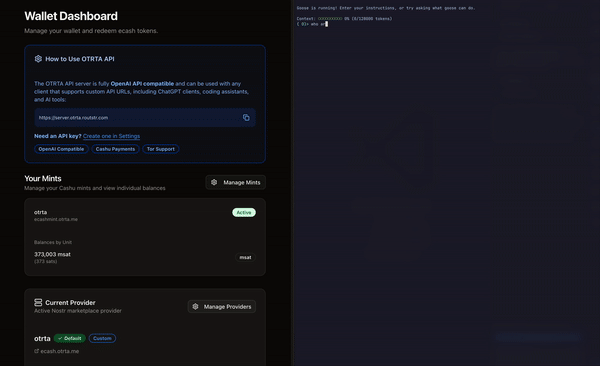 Wallet Dashboard
Manage your wallet and redeem ecash tokens.
How to Use OTRTA API
The OTRTA API server is fully OpenAI API compatible and can be used with any
client that supports custom API URLs, including ChatGPT clients, coding assistants,
and AI tools:
https://server.otrta.routstr.com
Need an API key? Create one in Settings
OpenAI Compatible
Cashu Payments
Tor Support
Your Mints
Manage your Cashu mints and view individual balances
Manage Mints
otrta
Active
ecashmint.otrta.me
Balances by Unit
373,003 msat
(373 sats)
msat
Current Provider
Active Nostr marketplace provider
Manage Providers
otrta
✓ Default
Custom
ecash.otrta.me
Goose is running! Enter your instructions, or try asking what goose can do.
Context: 0% (0/128000 tokens)
( O)> who ar